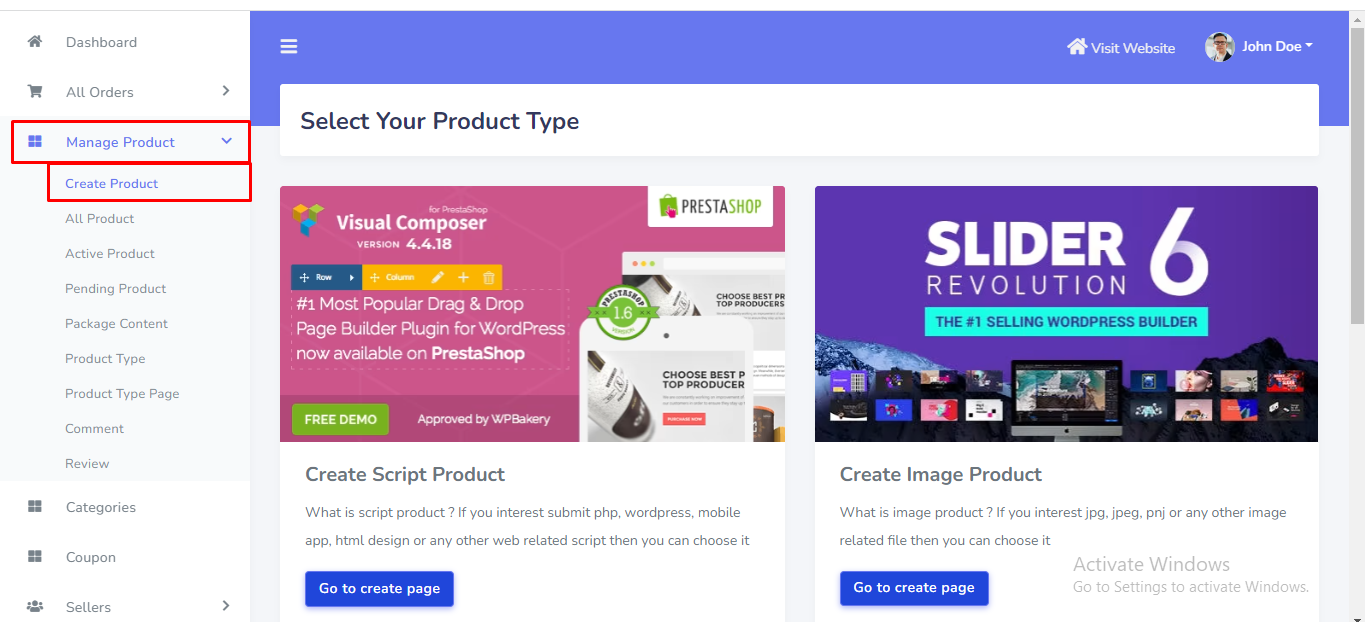 Dashboard
All Orders
Manage Product
Create Product
All Product
Active Product
Pending Product
Package Content
Product Type
Product Type Page
Comment
Review
Categories
Coupon
Sellers
Visit Website
John Doe
Select Your Product Type
for PrestaShop
Visual Composer
VERSION 4.4.18
PRESTASHOP
Row
Column
#1 Most Popular Drag & Drop
Page Builder Plugin for WordPress
now available on PrestaShop
FREE DEMO
Approved by WPBakery
PRESTASHOP
1.6
VERSION
CHOOSE BEST PR
TOP PRODUCERS
CHOOSE BEST P
TOP PRODUCER
PURCHASE NOW
Create Script Product
What is script product ? If you interest submit php, wordpress, mobile
app, html design or any other web related script then you can choose it
Go to create page
SLIDER 6
REVOLUTION
THE #1 SELLING WORDPRESS BUILDER
Create Image Product
What is image product ? If you interest jpg, jpeg, pnj or any other image
related file then you can choose it
Go to create page
Activate Windows
Go to Settings to activate Windows.